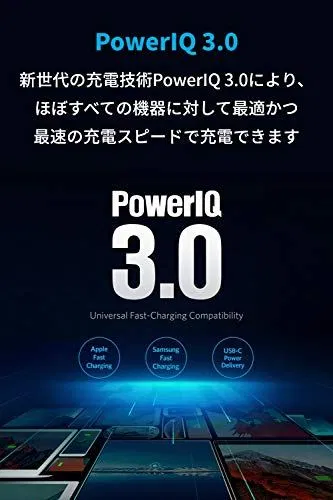 PowerIQ 3.0
新世代の充電技術PowerIQ 3.0により、
ほぼすべての機器に対して最適かつ
最速の充電スピードで充電できます
PowerIQ
3.0
Universal Fast-Charging Compatibility
Apple
Fast
Charging
Samsung
Fast
Charging
USB-C
Power
Delivery